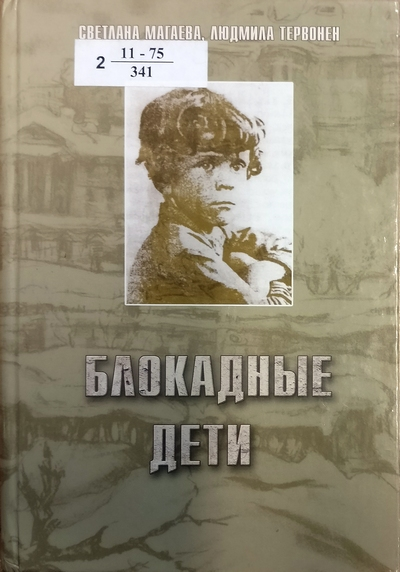 СВЕТЛАНА МАГАЕВА, ЛЮДМИЛА ТЕРВОНЕН
2 11 - 75
341
БЛОКАДНЫЕ
ДЕТИ